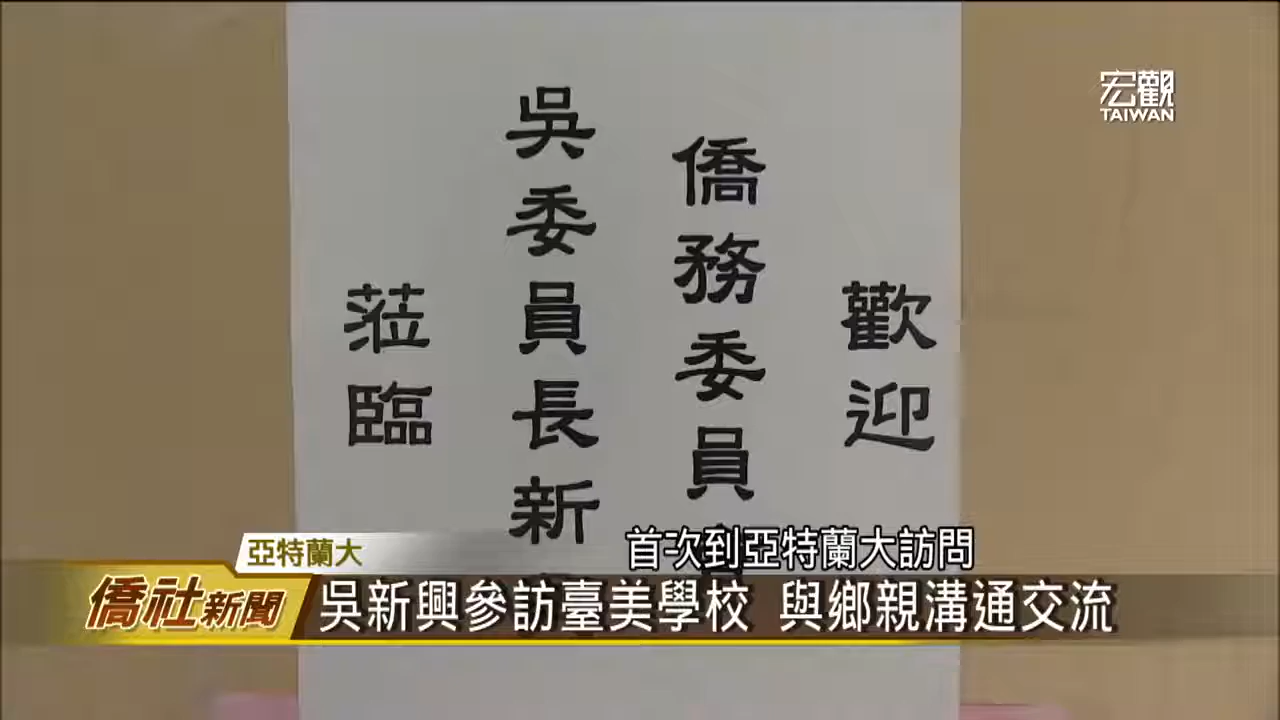 宏觀
TAIWAN
歡迎
僑務委員
吳委員長新
蒞臨
首次到亞特蘭大訪問
亞特蘭大
僑社新聞
吳新興參訪臺美學校 與鄉親溝通交流